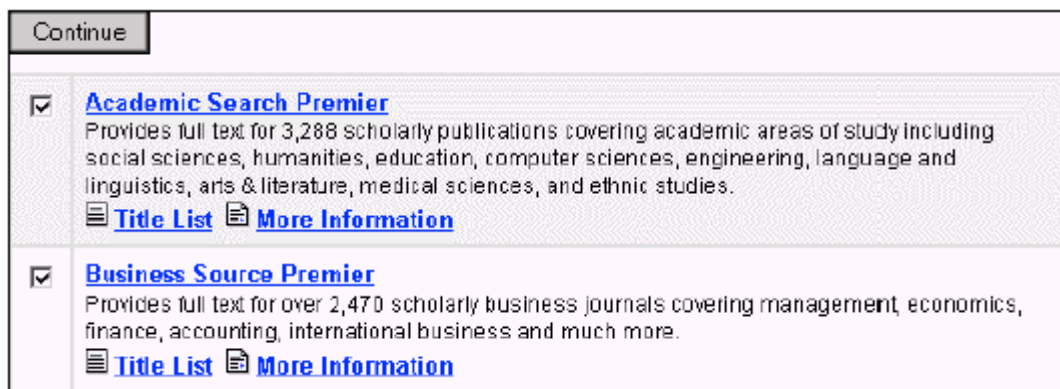 Continue
Academic Search Premier
Provides full text for 3,288 scholarly publications covering academic areas of study including
social sciences, humanities, education, computer sciences, engineering, language and
linguistics, arts & literature, medical sciences, and ethnic studies.
Title List More Information
Business Source Premier
Provides full text for over 2,470 scholarly business journals covering management, economics,
finance, accounting, international business and much more.
Title List More Information